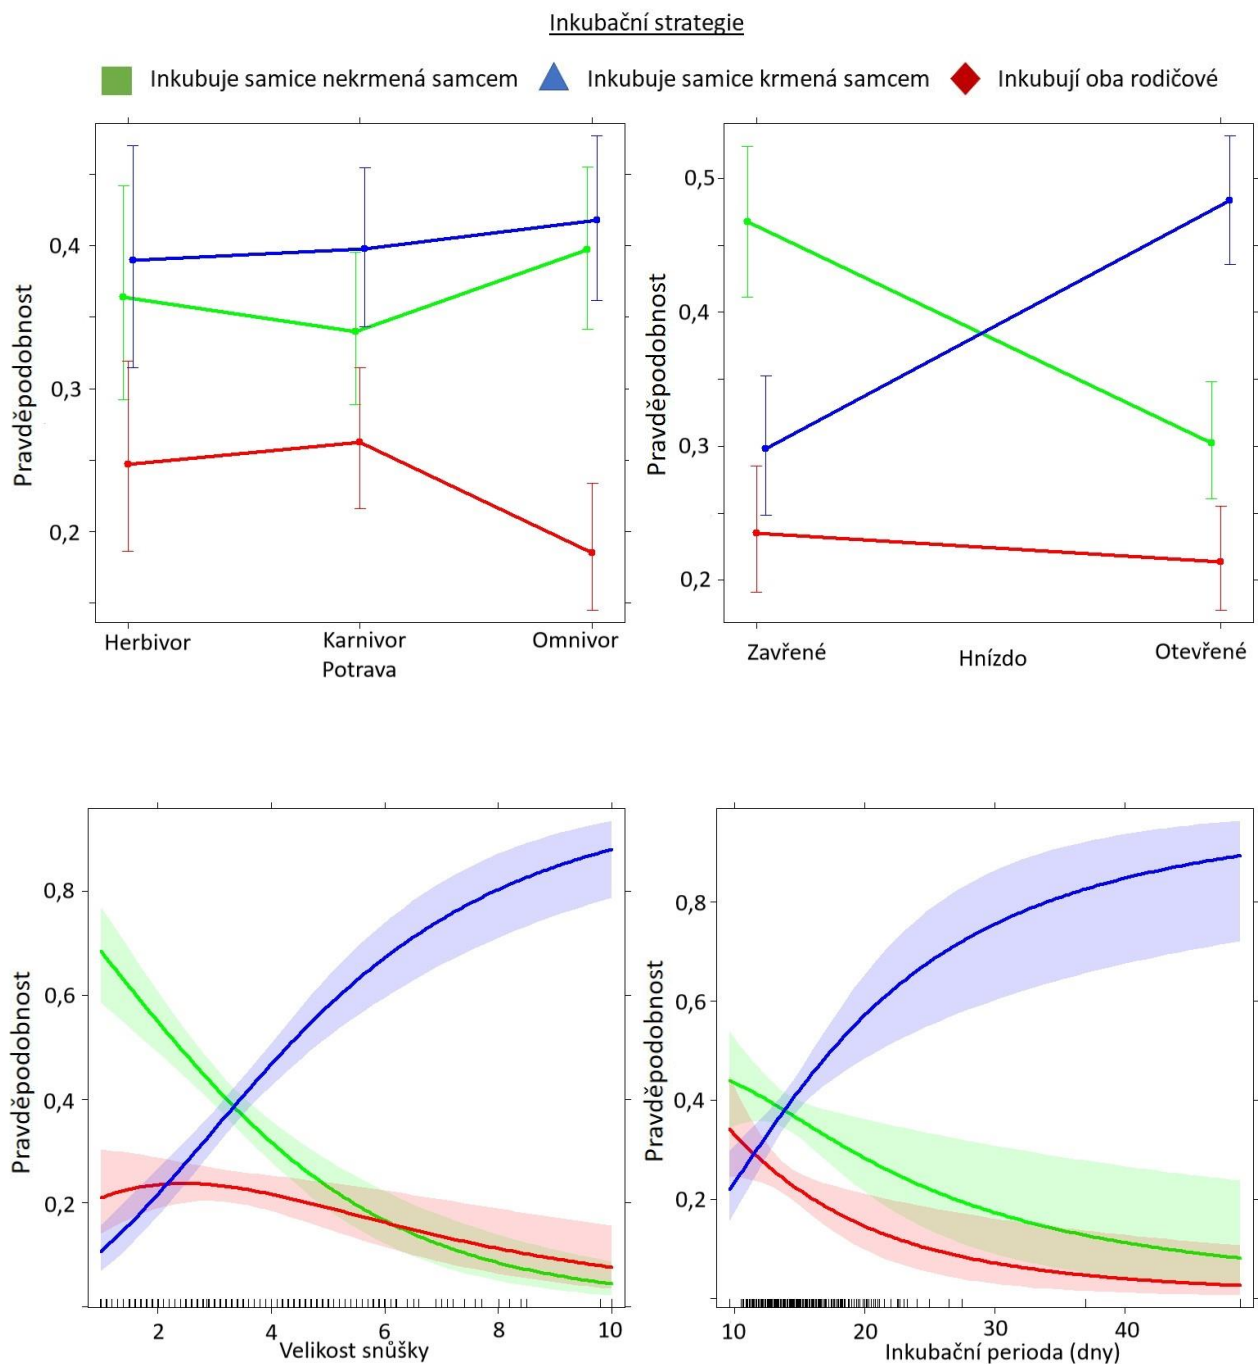 Inkubační strategie
Inkubuje samice nekrmená samcem Inkubuje samice krmená samcem Inkubují oba rodičové
Pravděpodobnost
0,4
0,3
0,2
Herbivor Karnivor Omnivor
Potrava
Pravděpodobnost
0,5
0,4
0,3
0,2
Zavřené Otevřené
Hnízdo
Pravděpodobnost
0,8
0,6
0,4
0,2
2 4 6 8 10
Velikost snůšky
Pravděpodobnost
0,8
0,6
0,4
0,2
10 20 30 40
Inkubační perioda (dny)